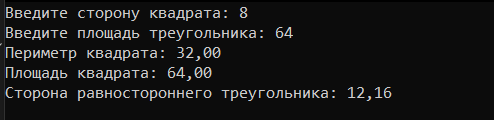 Введите сторону квадрата: 8
Введите площадь треугольника: 64
Периметр квадрата: 32,00
Площадь квадрата: 64,00
Сторона равностороннего треугольника: 12,16